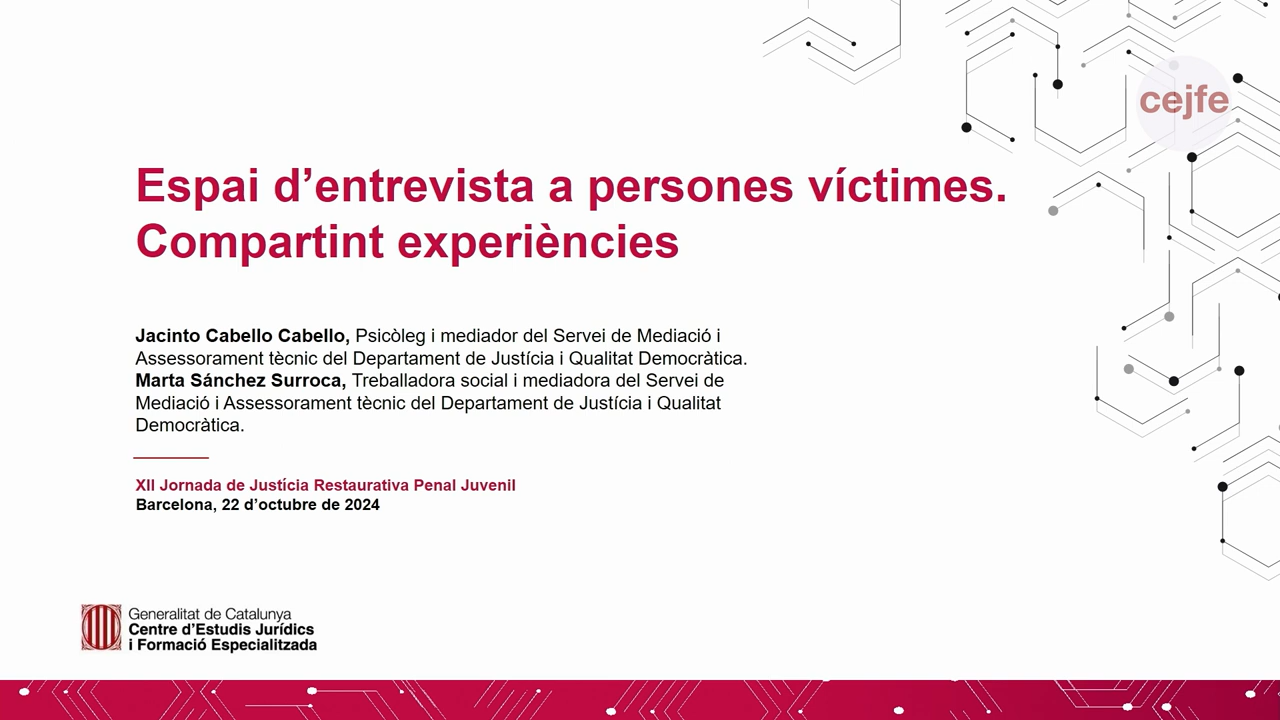 cejfe
Espai d’entrevista a persones víctimes.
Compartint experiències
Jacinto Cabello Cabello, Psicòleg i mediador del Servei de Mediació i
Assessorament tècnic del Departament de Justícia i Qualitat Democràtica.
Marta Sánchez Surroca, Treballadora social i mediadora del Servei de
Mediació i Assessorament tècnic del Departament de Justícia i Qualitat
Democràtica.
XII Jornada de Justícia Restaurativa Penal Juvenil
Barcelona, 22 d’octubre de 2024
Generalitat de Catalunya
Centre d’Estudis Jurídics
i Formació Especialitzada